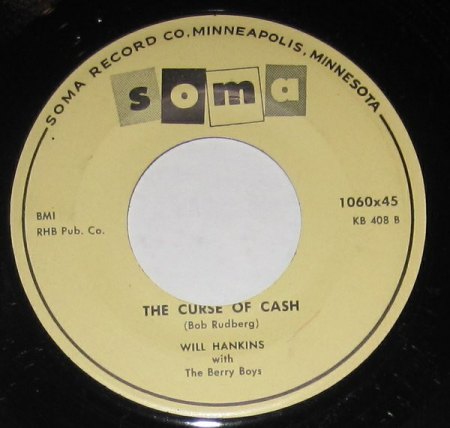 SOMA RECORD CO. MINNEAPOLIS, MINNESOTA
soma
BMI
RHB Pub. Co.
1060x45
KB 408 B
THE CURSE OF CASH
(Bob Rudberg)
WILL HANKINS
with
The Berry Boys